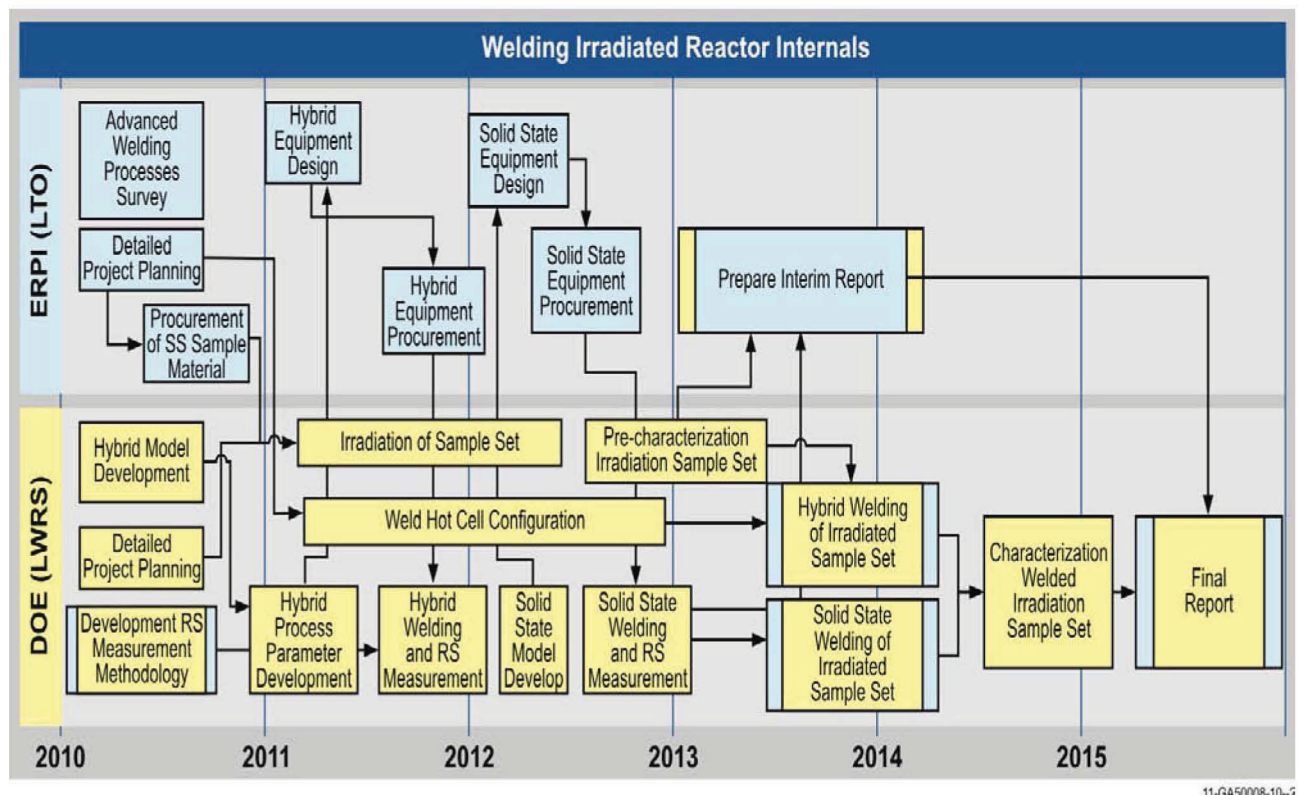 Welding Irradiated Reactor Internals
ERPI (LTO)
Advanced
Welding
Processes
Survey
Hybrid
Equipment
Design
Solid State
Equipment
Design
Detailed
Project Planning
Procurement
of SS Sample
Material
Hybrid
Equipment
Procurement
Solid State
Equipment
Procurement
Prepare Interim Report
DOE (LWRS)
Hybrid Model
Development
Irradiation of Sample Set
Pre-characterization
Irradiation Sample Set
Weld Hot Cell Configuration
Hybrid Welding
of Irradiated
Sample Set
Detailed
Project Planning
Development RS
Measurement
Methodology
Hybrid
Process
Parameter
Development
Hybrid
Welding
and RS
Measurement
Solid
State
Model
Develop
Solid State
Welding
and RS
Measurement
Solid State
Welding of
Irradiated
Sample Set
Characterization
Welded
Irradiation
Sample Set
Final
Report
2010
2011
2012
2013
2014
2015